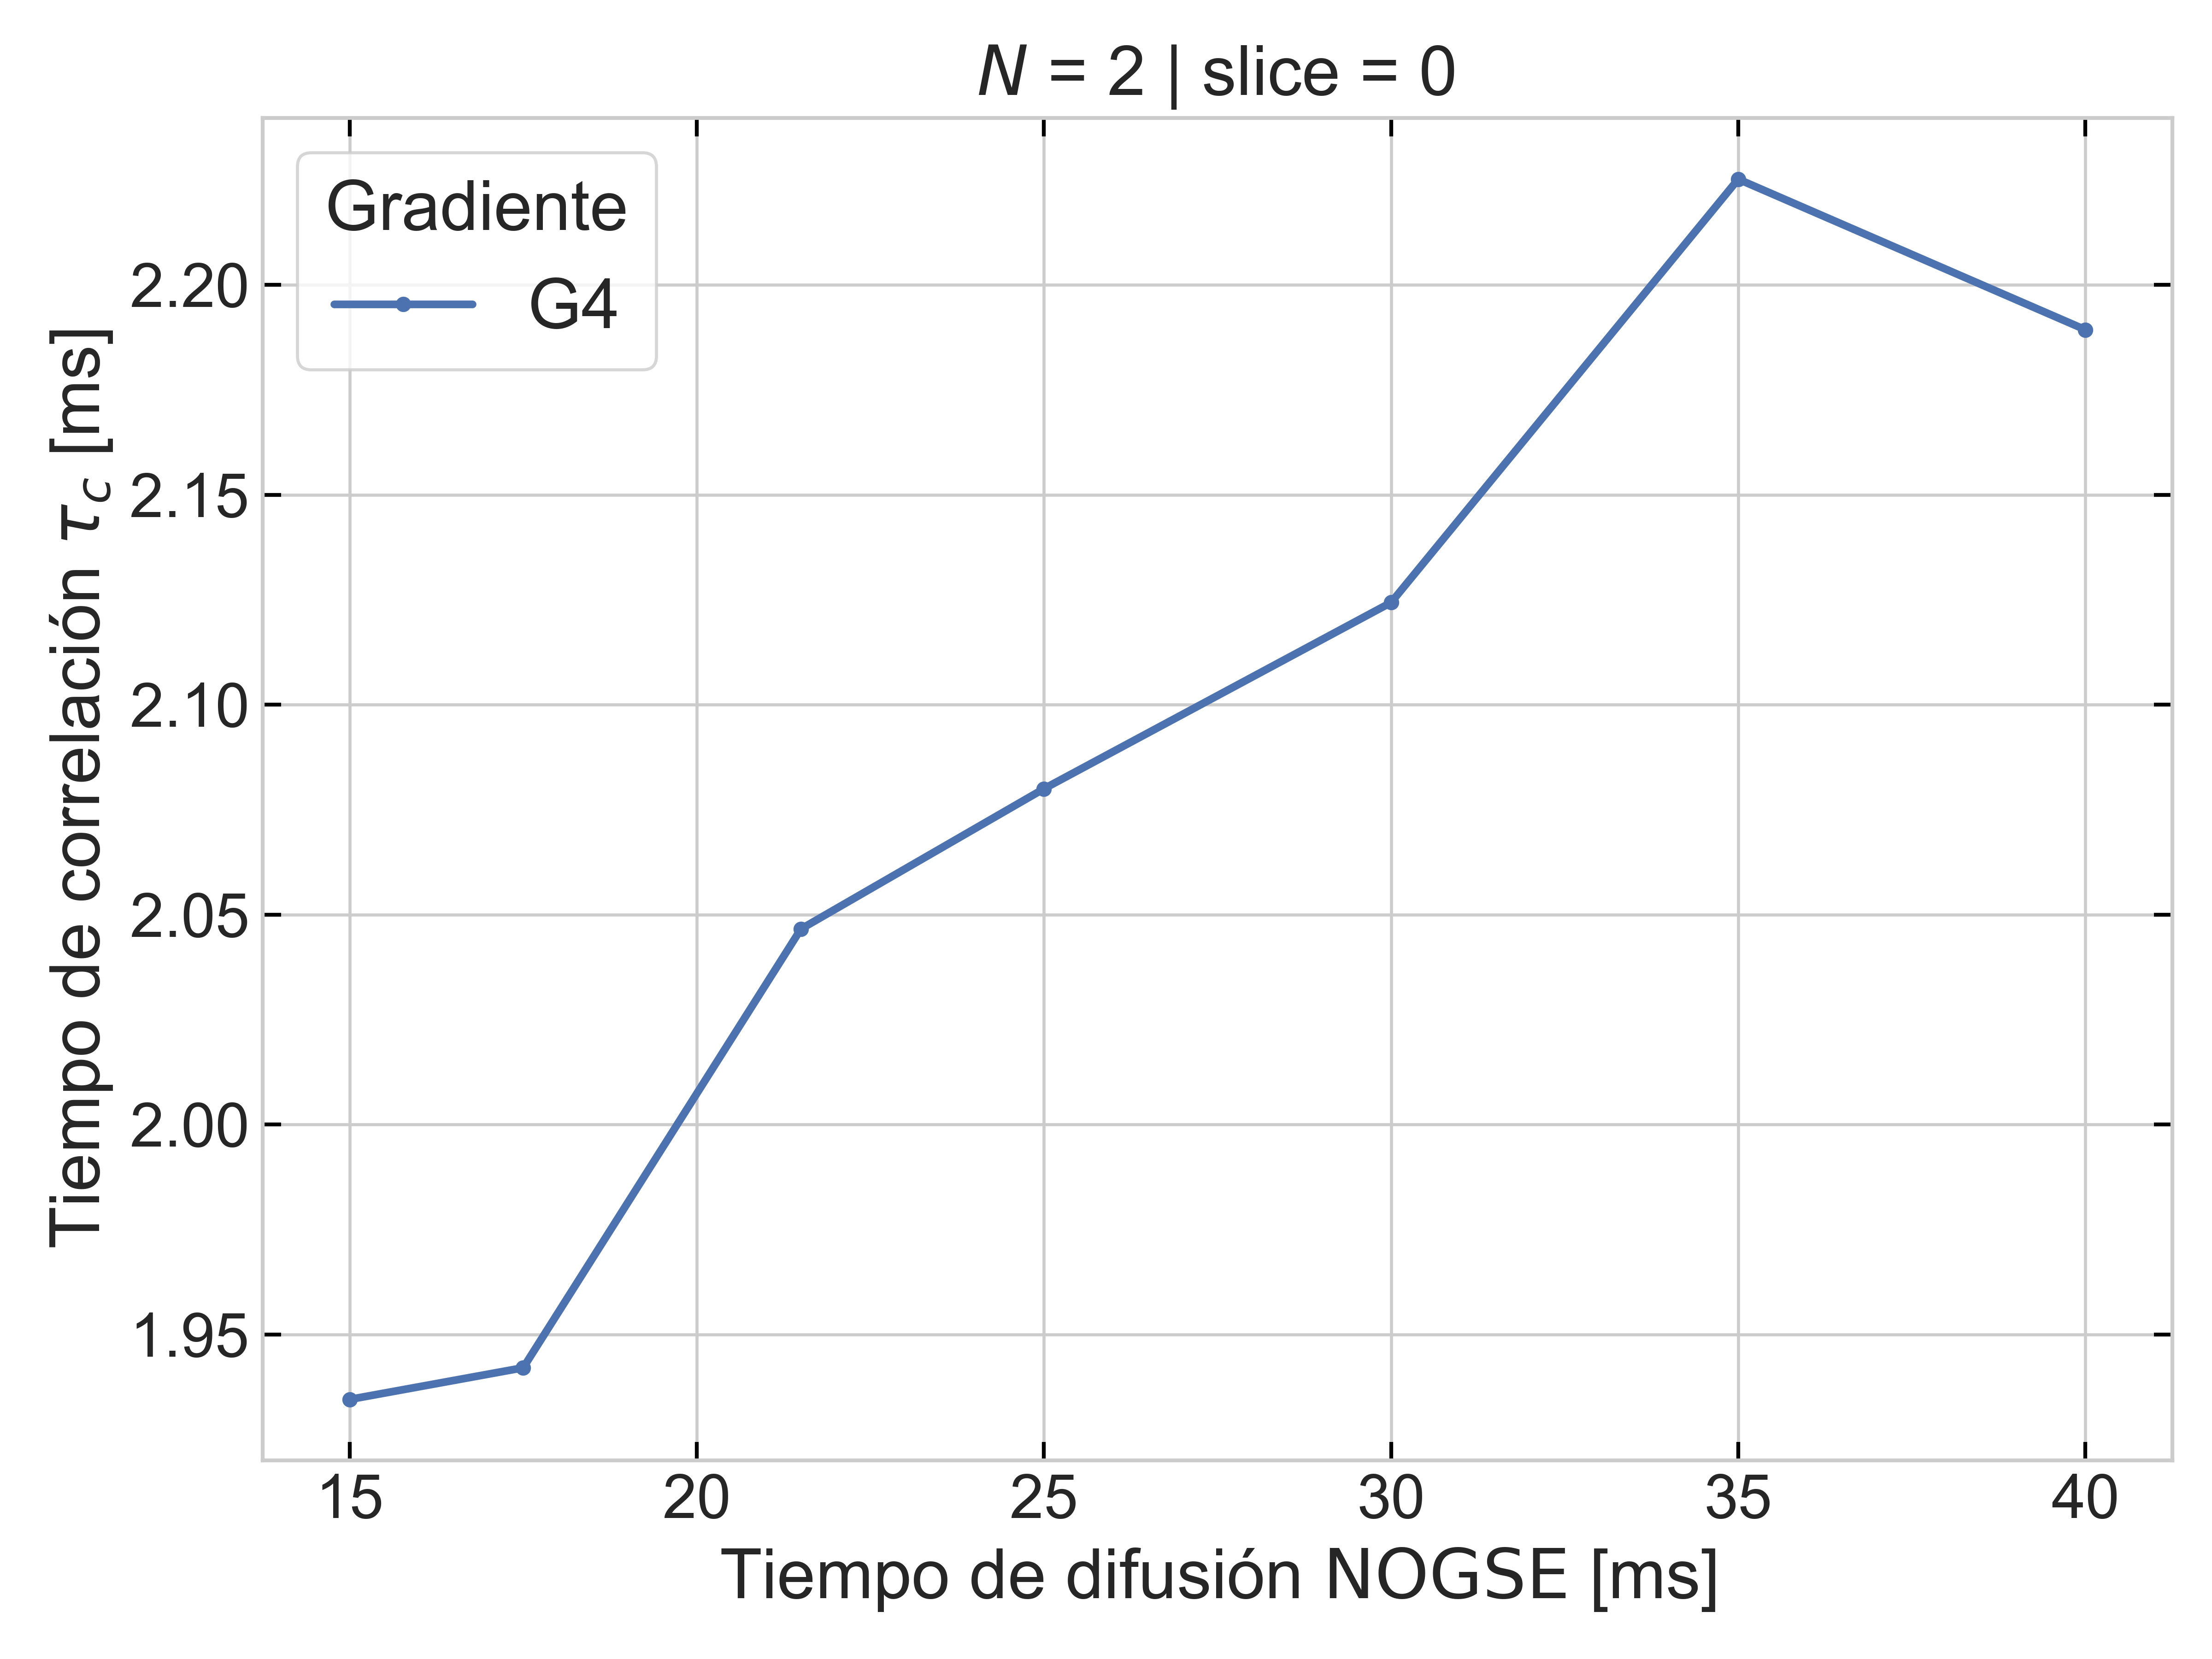 N = 2 | slice = 0
Gradiente
G4
Tiempo de correlación τc [ms]
2.20
2.15
2.10
2.05
2.00
1.95
15 20 25 30 35 40
Tiempo de difusión NOGSE [ms]